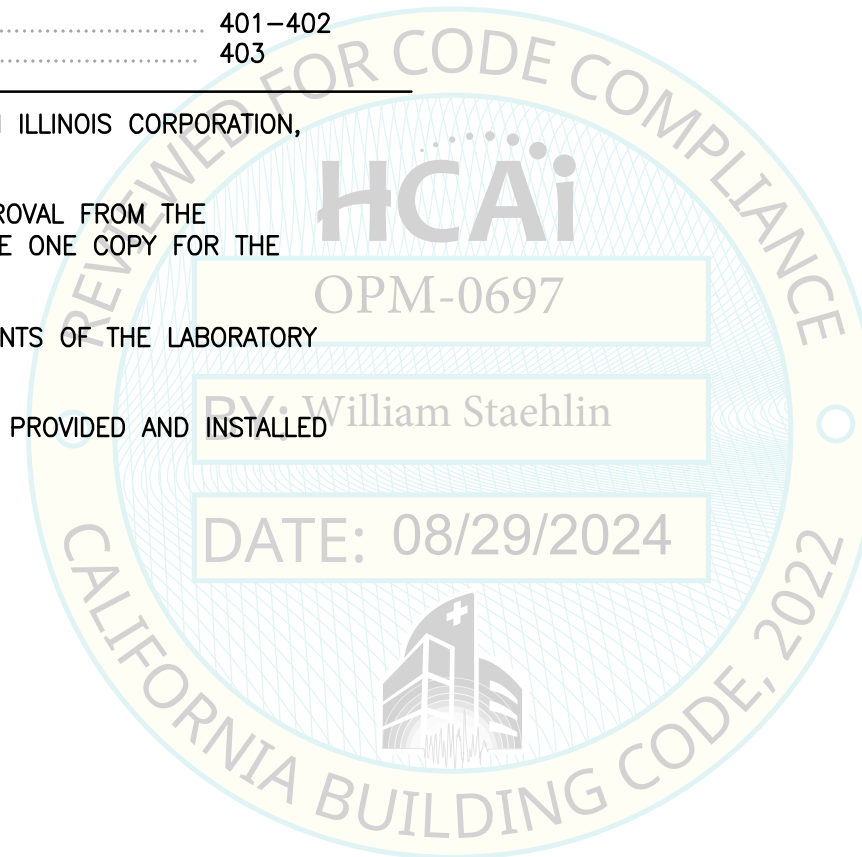 401-402
403
ILLINOIS CORPORATION,
ROVAL FROM THE
E ONE COPY FOR THE
NTS OF THE LABORATORY
PROVIDED AND INSTALLED
REVIEWED FOR CODE COMPLIANCE
HCAi
OPM-0697
BY: William Staehlin
DATE: 08/29/2024
CALIFORNIA BUILDING CODE, 2022